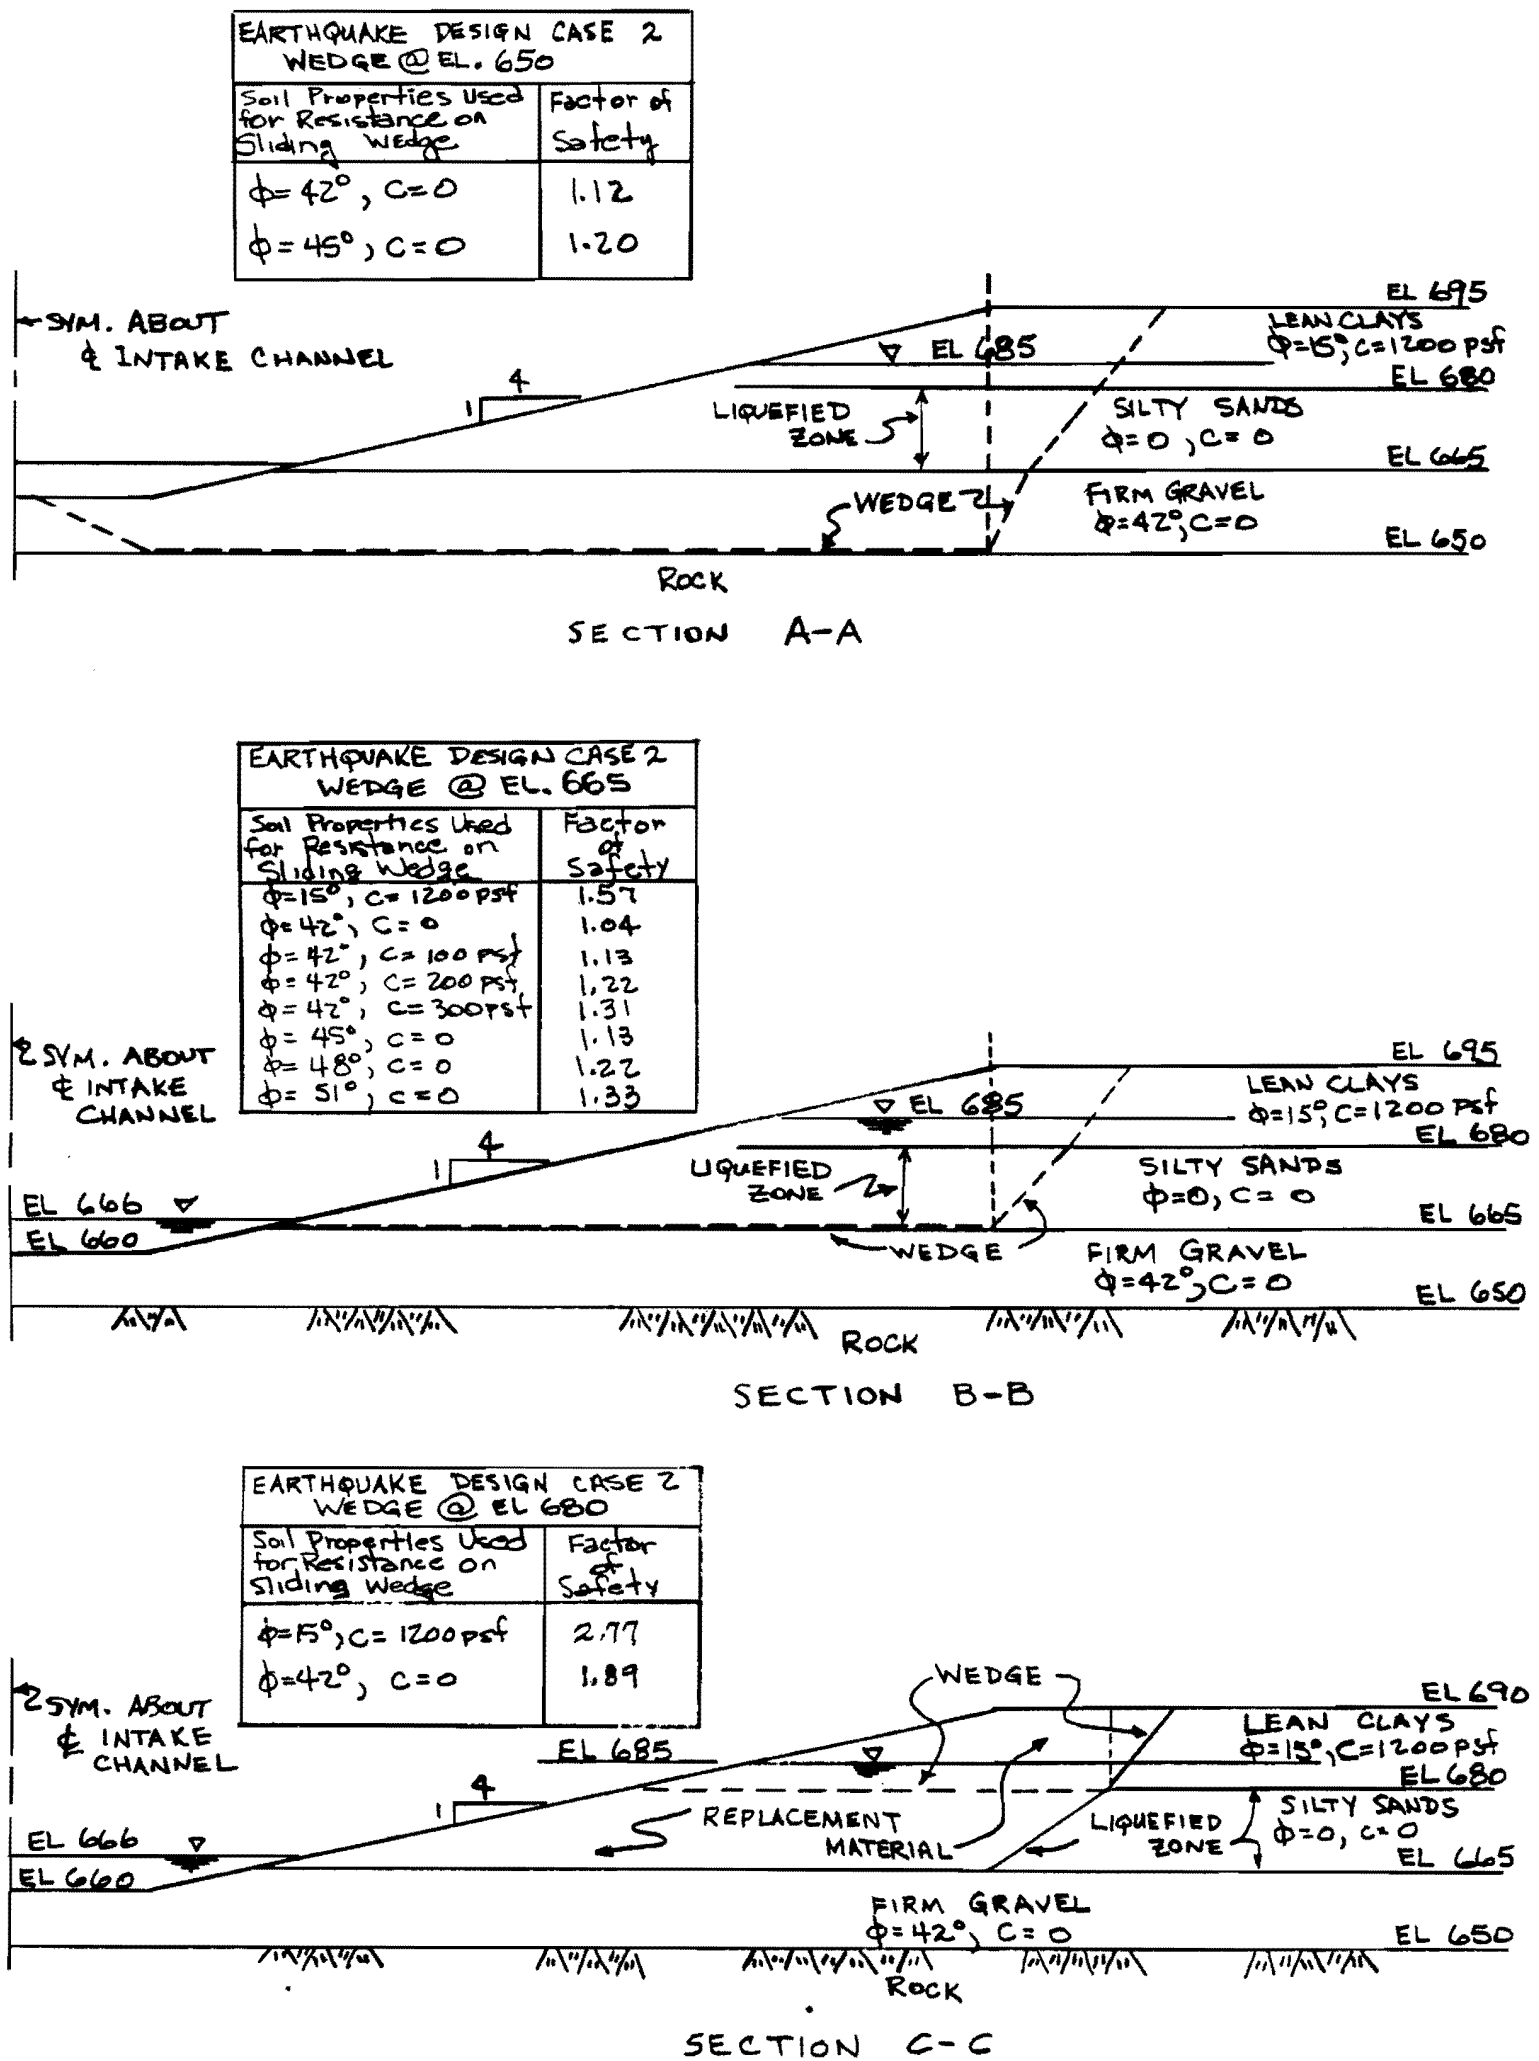 EARTHQUAKE DESIGN CASE 2
WEDGE @ EL. 650
Soil Properties Used
for Resistance on
Sliding Wedge
Factor of
Safety
φ=42°, C=0
1.12
φ=45°, C=0
1.20
SYM. ABOUT
℄ INTAKE CHANNEL
4
1
EL 695
LEAN CLAYS
φ=15°, C=1200 psf
EL 685
EL 680
LIQUEFIED
ZONE
SILTY SANDS
φ=0, C=0
EL 665
WEDGE
FIRM GRAVEL
φ=42°, C=0
EL 650
ROCK
SECTION A-A
EARTHQUAKE DESIGN CASE 2
WEDGE @ EL. 665
Soil Properties Used
for Resistance on
Sliding Wedge
Factor
of
Safety
φ=15°, C=1200 psf
1.57
φ=42°, C=0
1.04
φ=42°, C=100 psf
1.13
φ=42°, C=200 psf
1.22
φ=42°, C=300 psf
1.31
φ=45°, C=0
1.13
φ=48°, C=0
1.22
φ=51°, C=0
1.33
SYM. ABOUT
℄ INTAKE
CHANNEL
4
1
EL 695
LEAN CLAYS
φ=15°, C=1200 psf
EL 685
EL 680
LIQUEFIED
ZONE
SILTY SANDS
φ=0, C=0
EL 666
EL 660
EL 665
WEDGE
FIRM GRAVEL
φ=42°, C=0
EL 650
ROCK
SECTION B-B
EARTHQUAKE DESIGN CASE 2
WEDGE @ EL 680
Soil Properties Used
for Resistance on
Sliding Wedge
Factor
of
Safety
φ=15°, C=1200 psf
2.77
φ=42°, C=0
1.89
SYM. ABOUT
℄ INTAKE
CHANNEL
WEDGE
EL 690
LEAN CLAYS
φ=15°, C=1200 psf
EL 685
EL 680
4
1
REPLACEMENT
MATERIAL
LIQUEFIED
ZONE
SILTY SANDS
φ=0, C=0
EL 666
EL 660
EL 665
FIRM GRAVEL
φ=42°, C=0
EL 650
ROCK
SECTION C-C